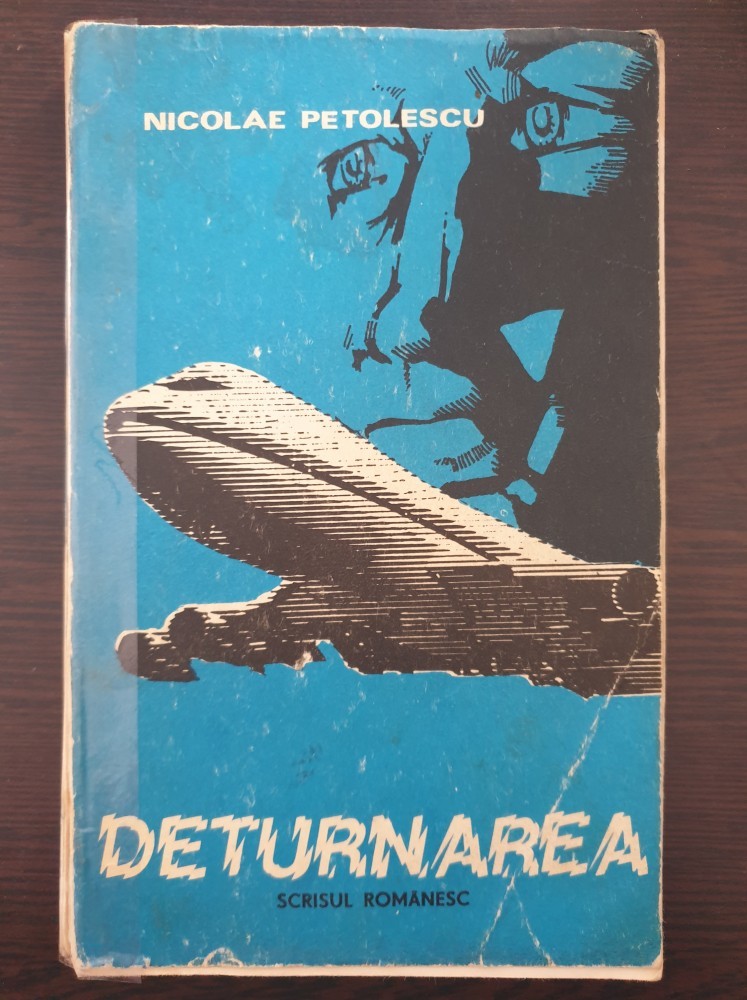 NICOLAE PETOLESCU
DETURNAREA
SCRISUL ROMÂNESC